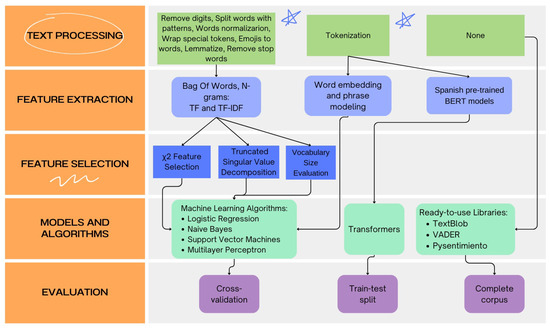 TEXT PROCESSING
Remove digits, Split words with
patterns, Words normalizarion,
Wrap special tokens, Emojis to
words, Lemmatize, Remove stop
words
Tokenization
None
FEATURE EXTRACTION
Bag Of Words, N-
grams:
TF and TF-IDF
Word embedding
and phrase
modeling
Spanish pre-trained
BERT models
FEATURE SELECTION
χ2 Feature
Selection
Truncated
Singular Value
Decomposition
Vocabulary
Size
Evaluation
MODELS AND
ALGORITHMS
Machine Learning Algorithms:
• Logistic Regression
• Naive Bayes
• Support Vector Machines
• Multilayer Perceptron
Transformers
Ready-to-use Libraries:
• TextBlob
• VADER
• Pysentimiento
EVALUATION
Cross-
validation
Train-test
split
Complete
corpus